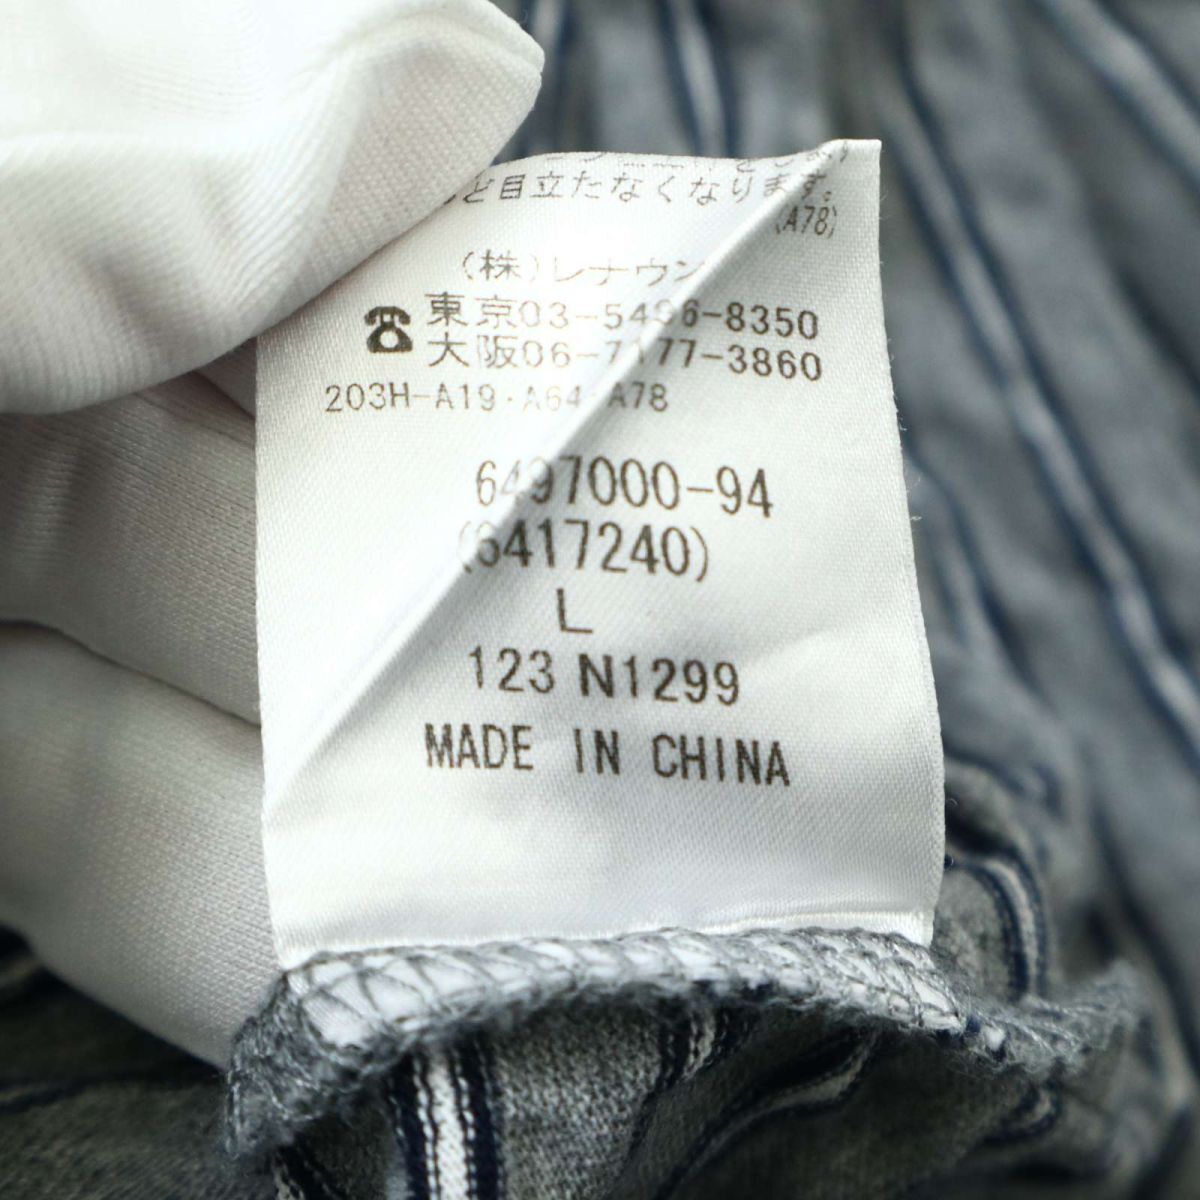 ど目立たなくなります。
(A78)
(株)レナウン
東京03-5496-8350
大阪06-7177-3860
203H-A19・A64・A78
6497000-94
(6417240)
L
123 N1299
MADE IN CHINA